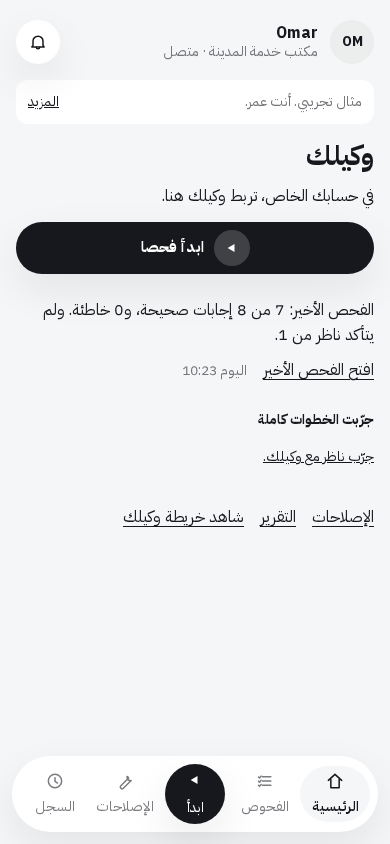 OM
Omar
مكتب خدمة المدينة · متصل
مثال تجريبي. أنت عمر.
المزيد
وكيلك
في حسابك الخاص، تربط وكيلك هنا.
ابدأ فحصا
الفحص الأخير: 7 من 8 إجابات صحيحة، و0 خاطئة. ولم
يتأكد ناظر من 1.
افتح الفحص الأخير
اليوم 10:23
جرّبت الخطوات كاملة
جرّب ناظر مع وكيلك.
الإصلاحات
التقرير
شاهد خريطة وكيلك
الرئيسية
الفحوص
ابدأ
الإصلاحات
السجل